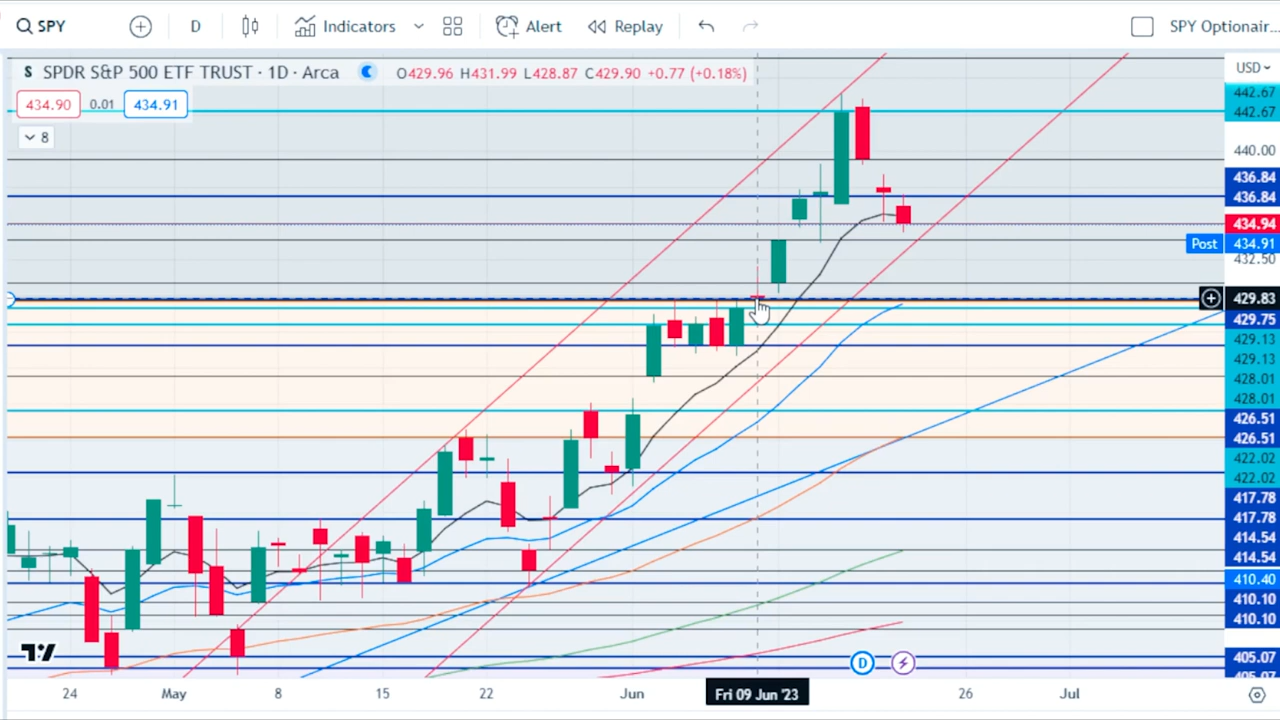 SPY
D
Indicators
Alert
Replay
SPY Optionair...
S SPDR S&P 500 ETF TRUST · 1D · Arca
O429.96 H431.99 L428.87 C429.90 +0.77 (+0.18%)
USD
434.90 0.01 434.91
8
442.67
442.67
440.00
436.84
436.84
434.94
Post 434.91
432.50
429.83
429.75
429.13
429.13
428.01
428.01
426.51
426.51
422.02
422.02
417.78
417.78
414.54
414.54
410.40
410.10
410.10
405.07
405.07
D
24 May 8 15 22 Jun Fri 09 Jun '23 26 Jul